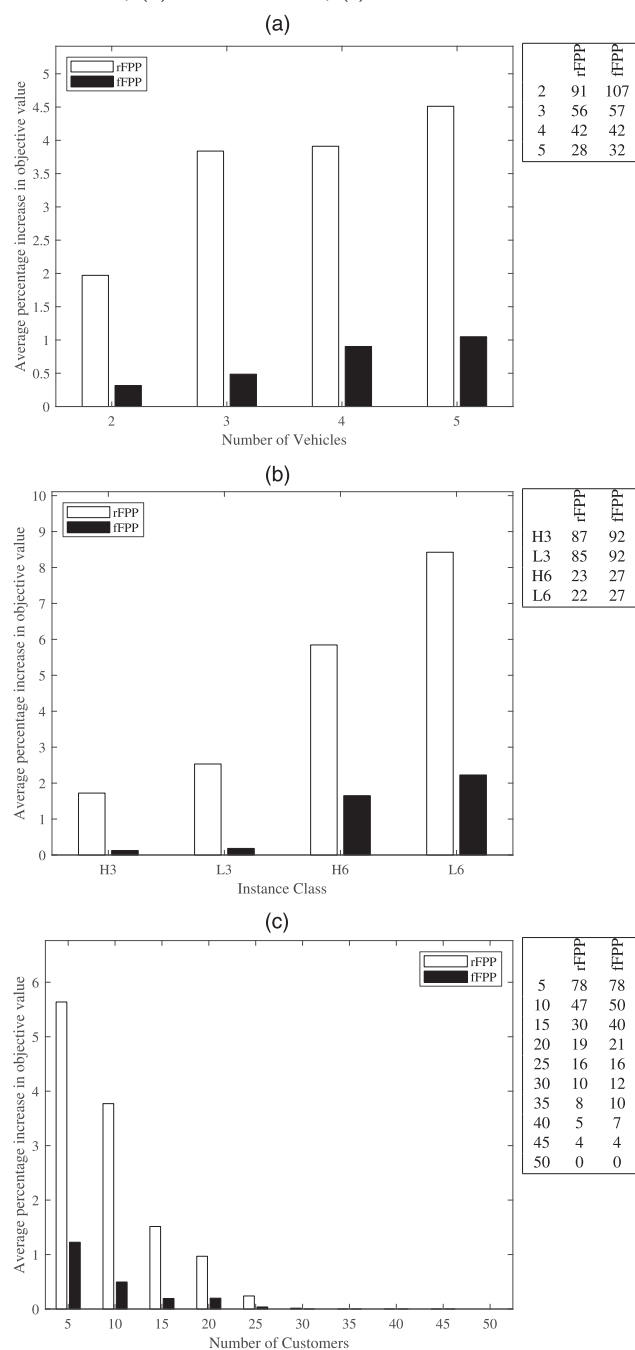 (a)
rFPP
fFPP
5
4.5
4
3.5
3
2.5
2
1.5
1
0.5
0
Average percentage increase in objective value
2 3 4 5
Number of Vehicles
rFPP fFPP
2 91 107
3 56 57
4 42 42
5 28 32
(b)
rFPP
fFPP
10
9
8
7
6
5
4
3
2
1
0
Average percentage increase in objective value
H3 L3 H6 L6
Instance Class
rFPP fFPP
H3 87 92
L3 85 92
H6 23 27
L6 22 27
(c)
rFPP
fFPP
6
5
4
3
2
1
0
Average percentage increase in objective value
5 10 15 20 25 30 35 40 45 50
Number of Customers
rFPP fFPP
5 78 78
10 47 50
15 30 40
20 19 21
25 16 16
30 10 12
35 8 10
40 5 7
45 4 4
50 0 0